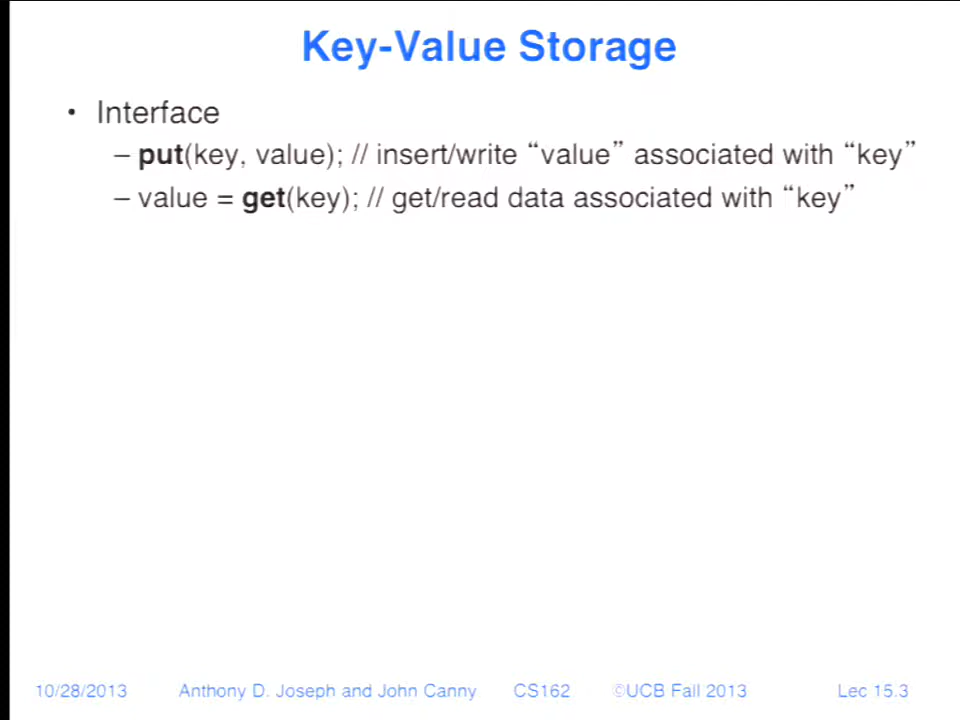 Key-Value Storage
• Interface
– put(key, value); // insert/write “value” associated with “key”
– value = get(key); // get/read data associated with “key”
10/28/2013 Anthony D. Joseph and John Canny CS162 ©UCB Fall 2013 Lec 15.3